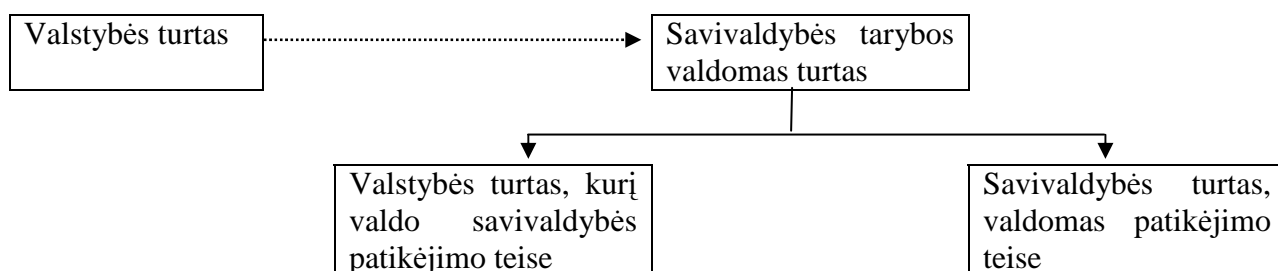 Valstybės turtas
Savivaldybės tarybos
valdomas turtas
Valstybės turtas, kurį
valdo savivaldybės
patikėjimo teise
Savivaldybės turtas,
valdomas patikėjimo
teise